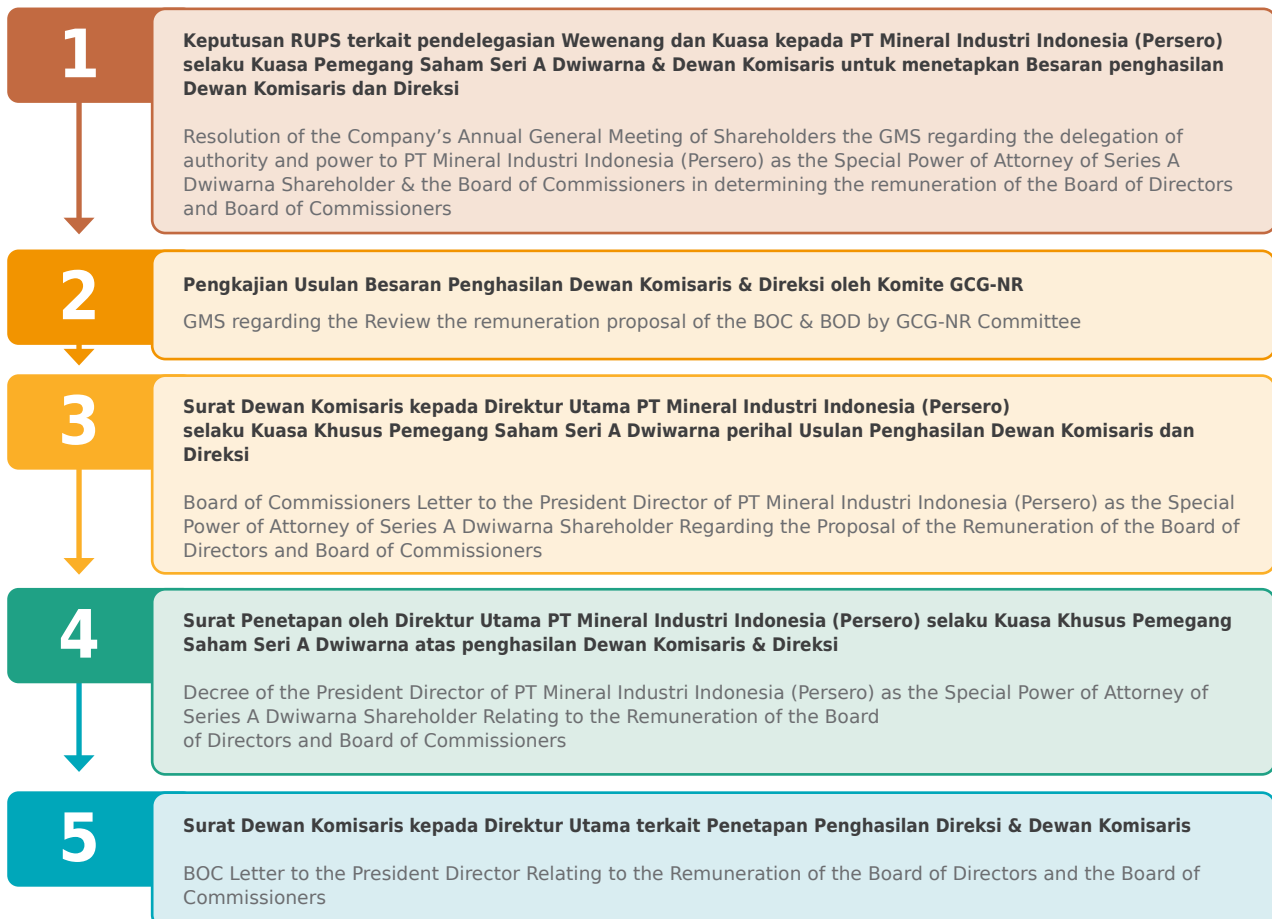 1
Keputusan RUPS terkait pendelegasian Wewenang dan Kuasa kepada PT Mineral Industri Indonesia (Persero)
selaku Kuasa Pemegang Saham Seri A Dwiwarna & Dewan Komisaris untuk menetapkan Besaran penghasilan
Dewan Komisaris dan Direksi
Resolution of the Company’s Annual General Meeting of Shareholders the GMS regarding the delegation of
authority and power to PT Mineral Industri Indonesia (Persero) as the Special Power of Attorney of Series A
Dwiwarna Shareholder & the Board of Commissioners in determining the remuneration of the Board of Directors
and Board of Commissioners
2
Pengkajian Usulan Besaran Penghasilan Dewan Komisaris & Direksi oleh Komite GCG-NR
GMS regarding the Review the remuneration proposal of the BOC & BOD by GCG-NR Committee
3
Surat Dewan Komisaris kepada Direktur Utama PT Mineral Industri Indonesia (Persero)
selaku Kuasa Khusus Pemegang Saham Seri A Dwiwarna perihal Usulan Penghasilan Dewan Komisaris dan
Direksi
Board of Commissioners Letter to the President Director of PT Mineral Industri Indonesia (Persero) as the Special
Power of Attorney of Series A Dwiwarna Shareholder Regarding the Proposal of the Remuneration of the Board of
Directors and Board of Commissioners
4
Surat Penetapan oleh Direktur Utama PT Mineral Industri Indonesia (Persero) selaku Kuasa Khusus Pemegang
Saham Seri A Dwiwarna atas penghasilan Dewan Komisaris & Direksi
Decree of the President Director of PT Mineral Industri Indonesia (Persero) as the Special Power of Attorney of
Series A Dwiwarna Shareholder Relating to the Remuneration of the Board
of Directors and Board of Commissioners
5
Surat Dewan Komisaris kepada Direktur Utama terkait Penetapan Penghasilan Direksi & Dewan Komisaris
BOC Letter to the President Director Relating to the Remuneration of the Board of Directors and the Board of
Commissioners